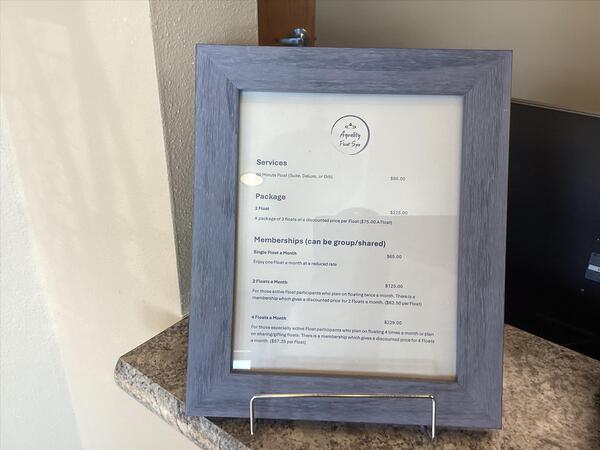 Aquality
Float Spa
Services
Minute Float (Suite, Deluxe, or Orb) $86.00
Package
3 Float $225.00
A package of 3 floats at a discounted price per Float ($75.00 A Float)
Memberships (can be group/shared)
Single Float a Month $65.00
Enjoy one Float a month at a reduced rate
2 Floats a Month $125.00
For those active Float participants who plan on floating twice a month. There is a
membership which gives a discounted price for 2 Floats a month. ($62.50 per Float)
4 Floats a Month $229.00
For those especially active Float participants who plan on floating 4 times a month or plan
on sharing/gifting floats. There is a membership which gives a discounted price for 4 Floats
a month. ($57.25 per Float)